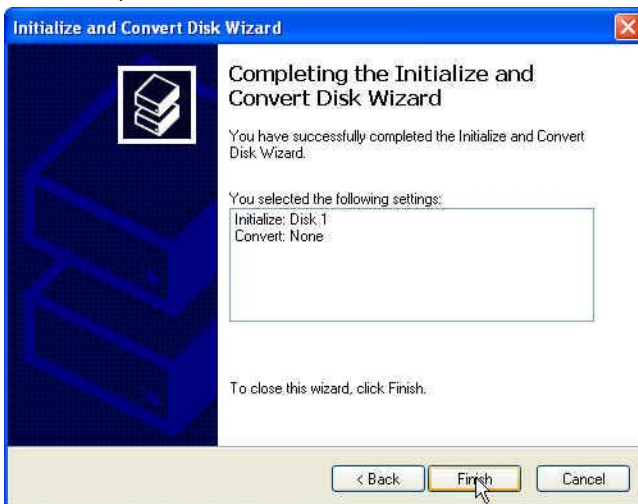 Initialize and Convert Disk Wizard
Completing the Initialize and
Convert Disk Wizard
You have successfully completed the Initialize and Convert
Disk Wizard.
You selected the following settings:
Initialize: Disk 1
Convert: None
To close this wizard, click Finish.
< Back
Finish
Cancel